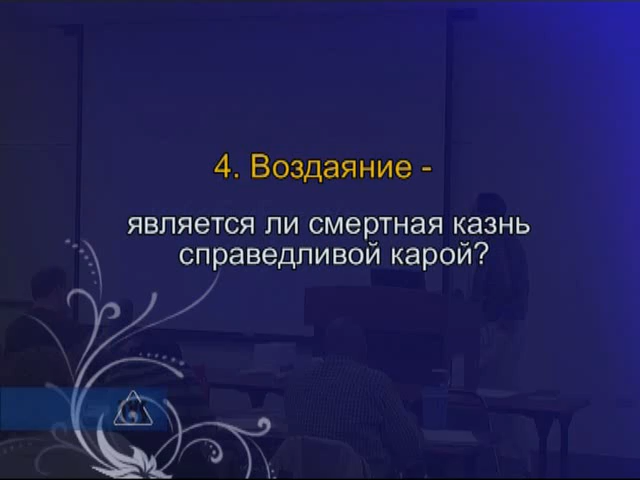 4. Воздаяние -
является ли смертная казнь
справедливой карой?